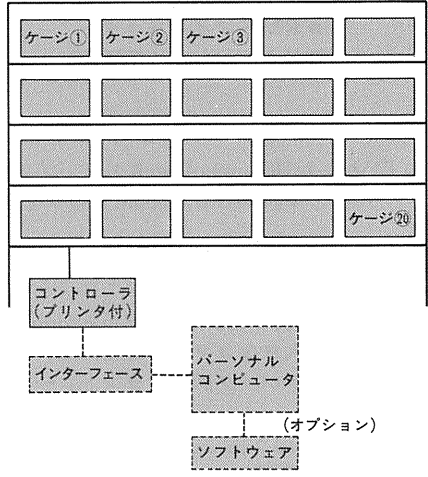 ケージ① ケージ② ケージ③
ケージ⑳
コントローラ
(プリンタ付)
インターフェース
パーソナル
コンピュータ
(オプション)
ソフトウェア